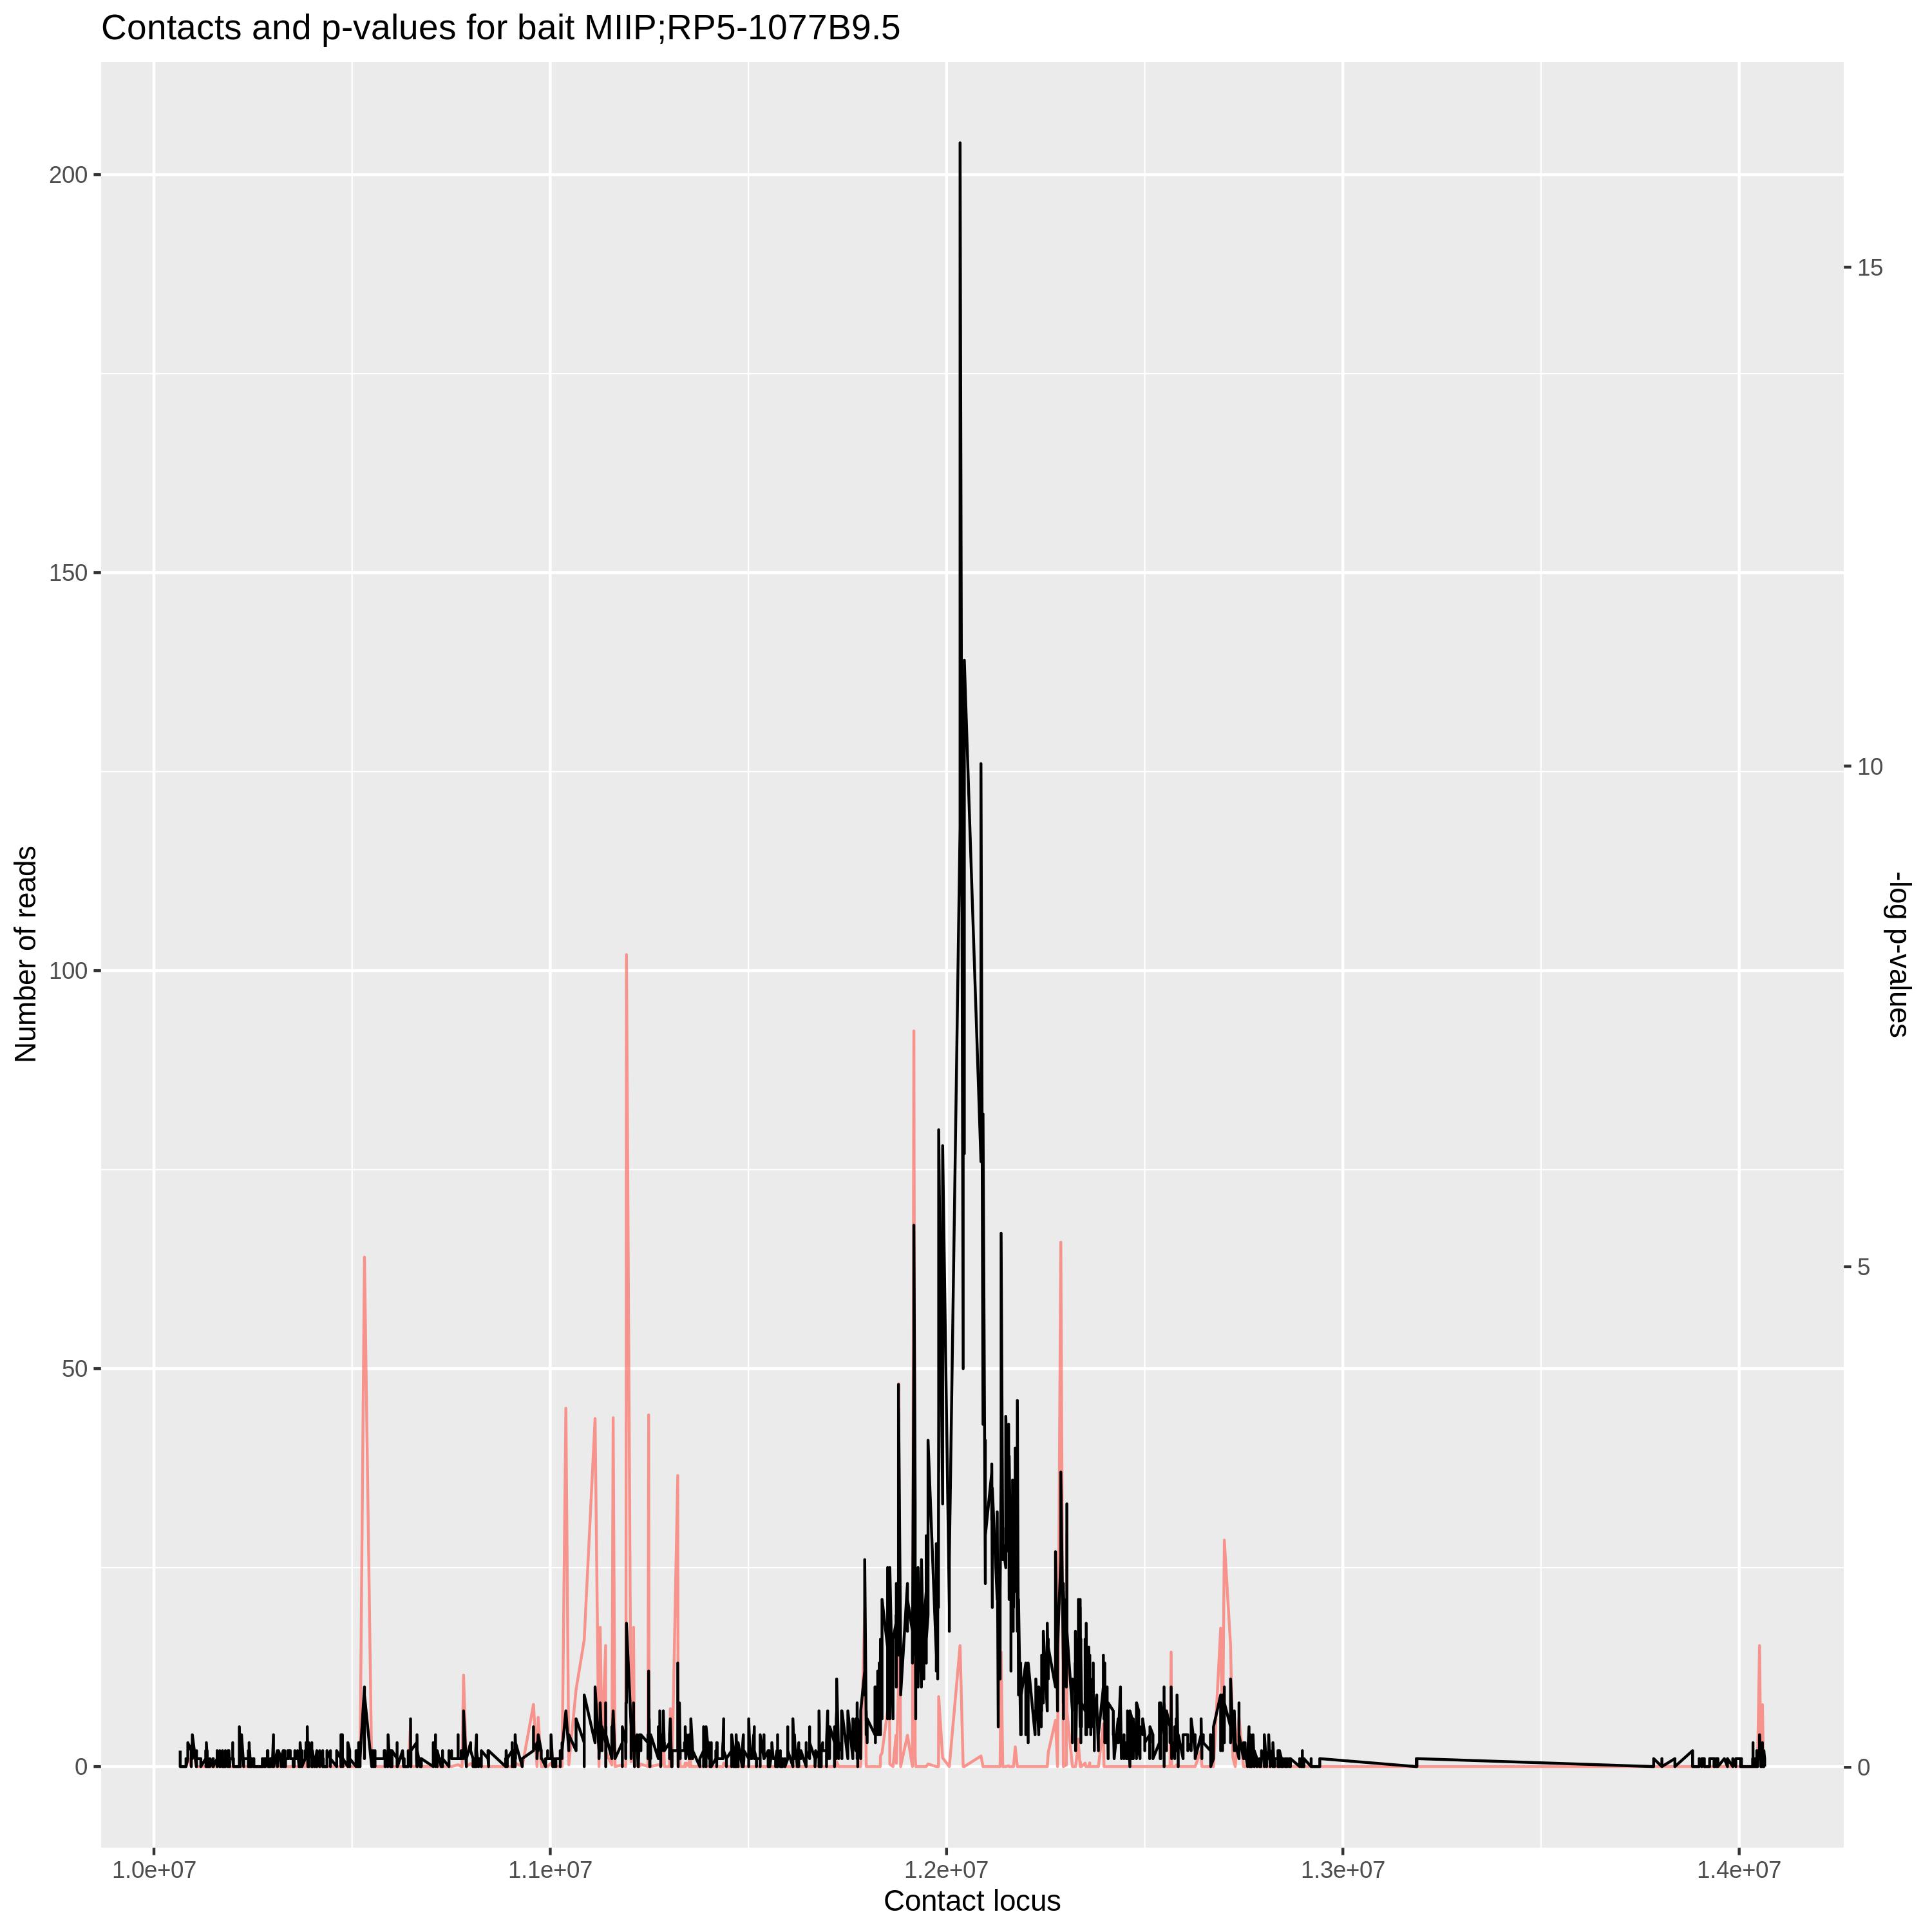 Contacts and p-values for bait MIIP;RP5-1077B9.5
200
150
100
50
0
Number of reads
15
10
5
0
-log p-values
1.0e+07
1.1e+07
1.2e+07
1.3e+07
1.4e+07
Contact locus